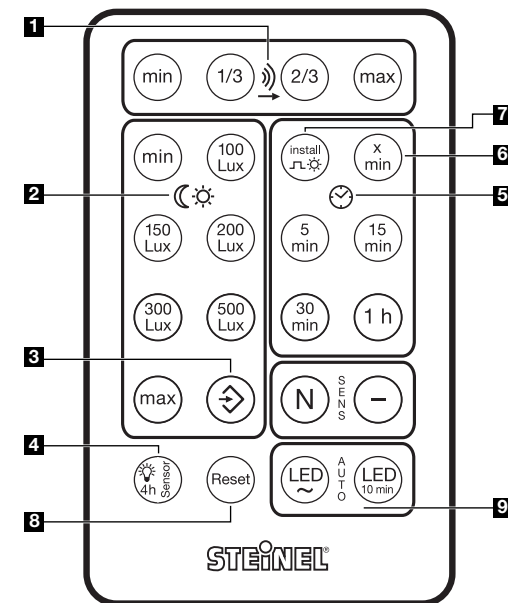 1
min 1/3 2/3 max
7
install x min
6
min 100 Lux
2
5
150 Lux 200 Lux 5 min 15 min
300 Lux 500 Lux 30 min 1 h
3
max N SENS –
4
4h Sensor Reset LED ~ AUTO LED 10 min
8
9
STEINEL®